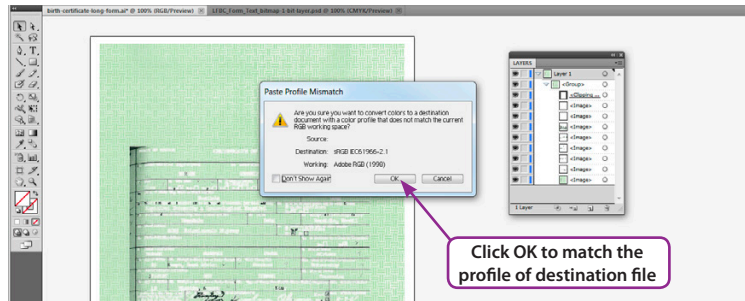 birth-certificate-long-form.ai* @ 100% (RGB/Preview)
LTBC_Form_Text_bitmap-1-bit-layer.psd @ 100% (CMYK/Preview)
Paste Profile Mismatch
Are you sure you want to convert colors to a destination
document with a color profile that does not match the current
RGB working space?
Source:
Destination: sRGB IEC61966-2.1
Working: Adobe RGB (1998)
Don't Show Again
OK
Cancel
LAYERS
Layer 1
<Group>
<Clipping ...
<Image>
<Image>
<Image>
<Image>
<Image>
<Image>
<Image>
<Image>
1 Layer
Click OK to match the
profile of destination file